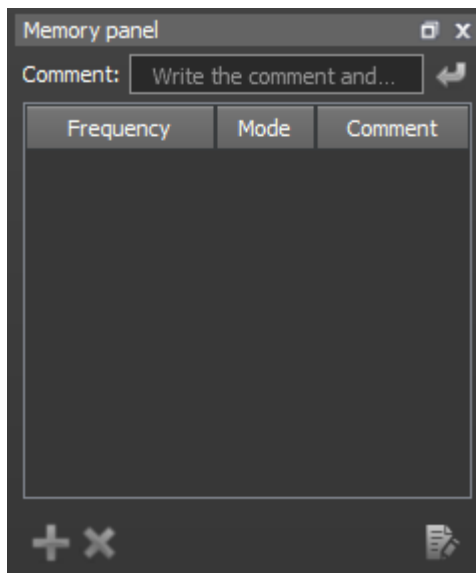 Memory panel
Comment: Write the comment and...
Frequency Mode Comment